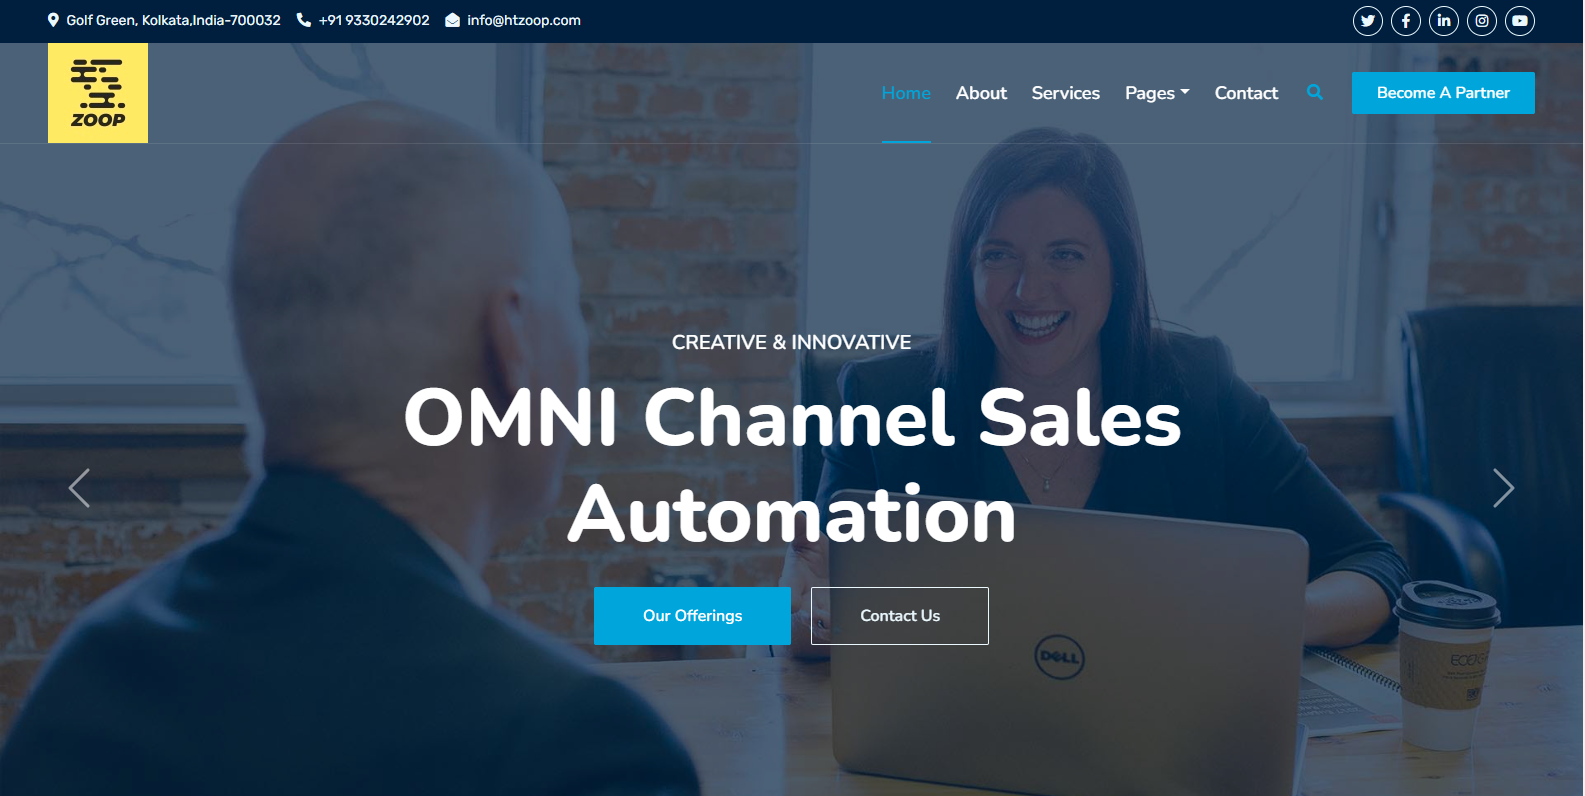 Golf Green, Kolkata,India-700032 +91 9330242902 info@htzoop.com
ZOOP
Home About Services Pages Contact Become A Partner
CREATIVE & INNOVATIVE
OMNI Channel Sales
Automation
Our Offerings Contact Us
DELL